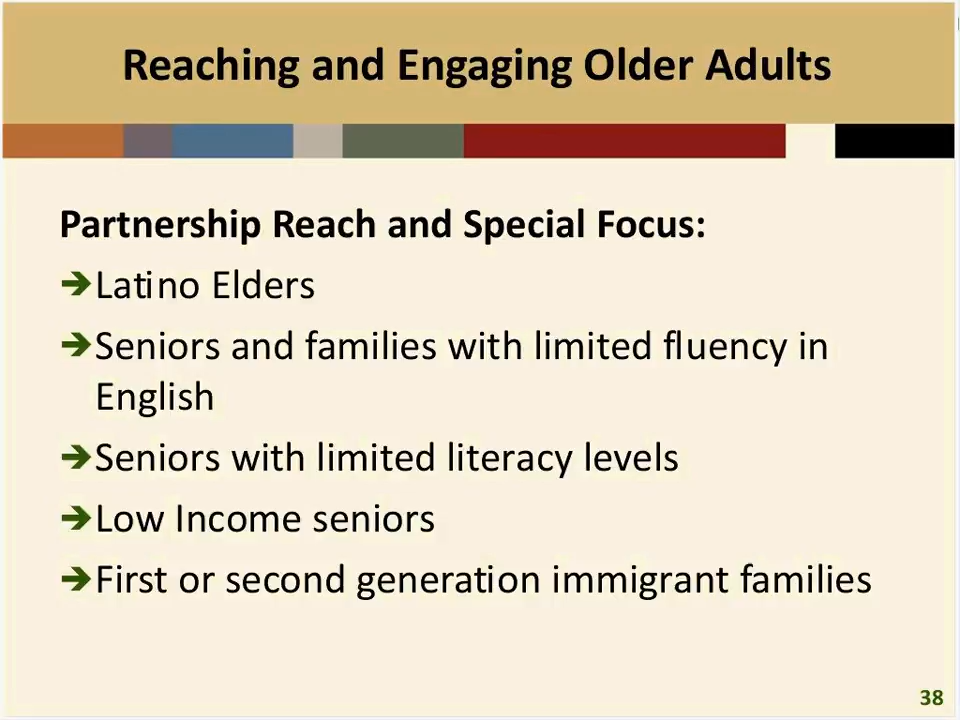 Reaching and Engaging Older Adults
Partnership Reach and Special Focus:
➔Latino Elders
➔Seniors and families with limited fluency in
English
➔Seniors with limited literacy levels
➔Low Income seniors
➔First or second generation immigrant families
38